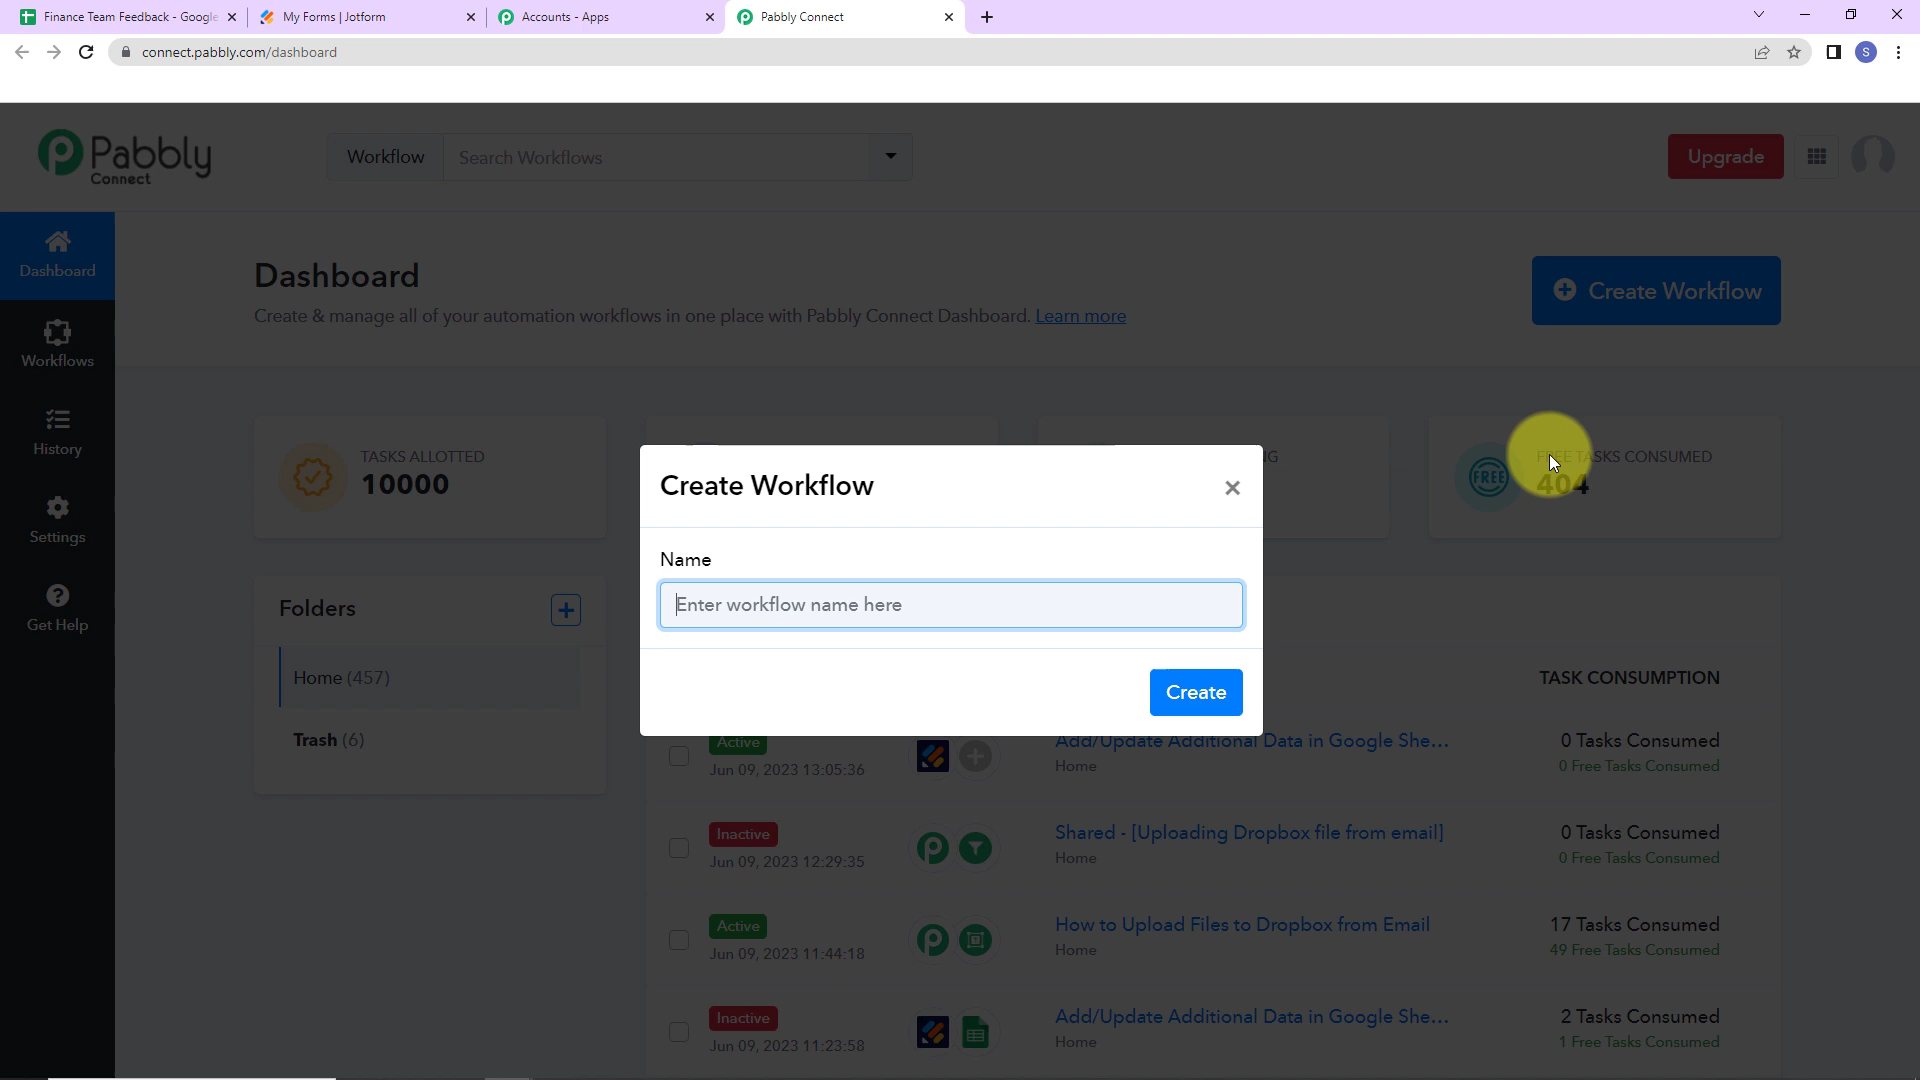 Finance Team Feedback - Google
My Forms | Jotform
Accounts - Apps
Pabbly Connect
connect.pabbly.com/dashboard
S
Pabbly
Connect
Workflow
Search Workflows
Upgrade
Dashboard
Workflows
History
Settings
Get Help
Dashboard
Create & manage all of your automation workflows in one place with Pabbly Connect Dashboard. Learn more
Create Workflow
TASKS ALLOTTED
10000
NG
FREE
FREE TASKS CONSUMED
404
Folders
Home (457)
Trash (6)
Create Workflow
Name
Enter workflow name here
Create
TASK CONSUMPTION
Active
Jun 09, 2023 13:05:36
Add/Update Additional Data in Google She...
Home
0 Tasks Consumed
0 Free Tasks Consumed
Inactive
Jun 09, 2023 12:29:35
Shared - [Uploading Dropbox file from email]
Home
0 Tasks Consumed
0 Free Tasks Consumed
Active
Jun 09, 2023 11:44:18
How to Upload Files to Dropbox from Email
Home
17 Tasks Consumed
49 Free Tasks Consumed
Inactive
Jun 09, 2023 11:23:58
Add/Update Additional Data in Google She...
Home
2 Tasks Consumed
1 Free Tasks Consumed